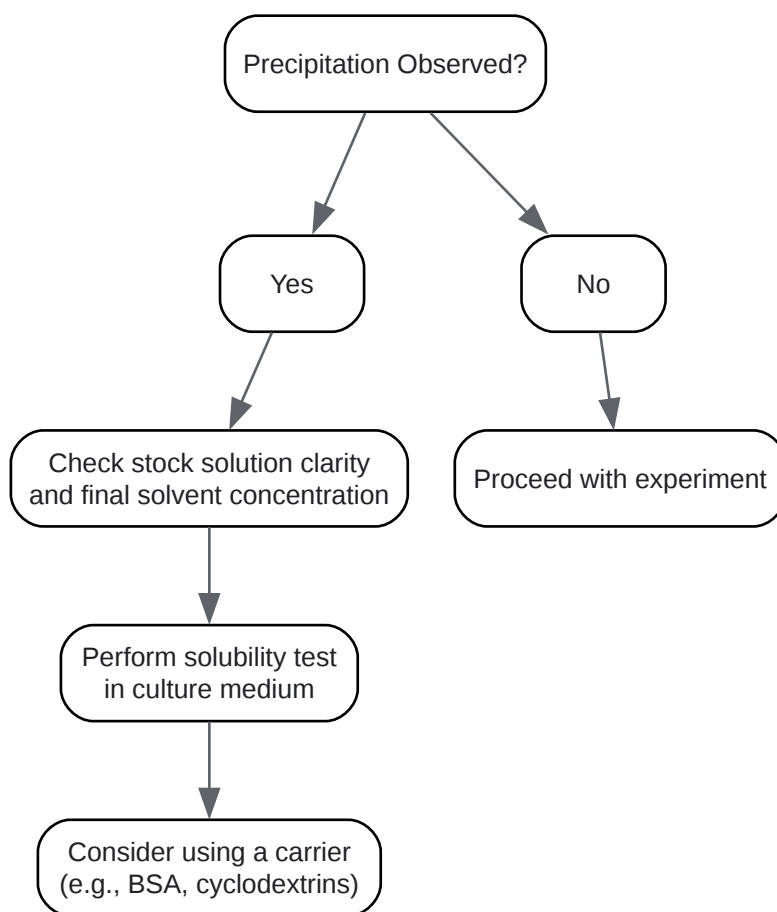 Precipitation Observed?
Yes
No
Check stock solution clarity
and final solvent concentration
Proceed with experiment
Perform solubility test
in culture medium
Consider using a carrier
(e.g., BSA, cyclodextrins)